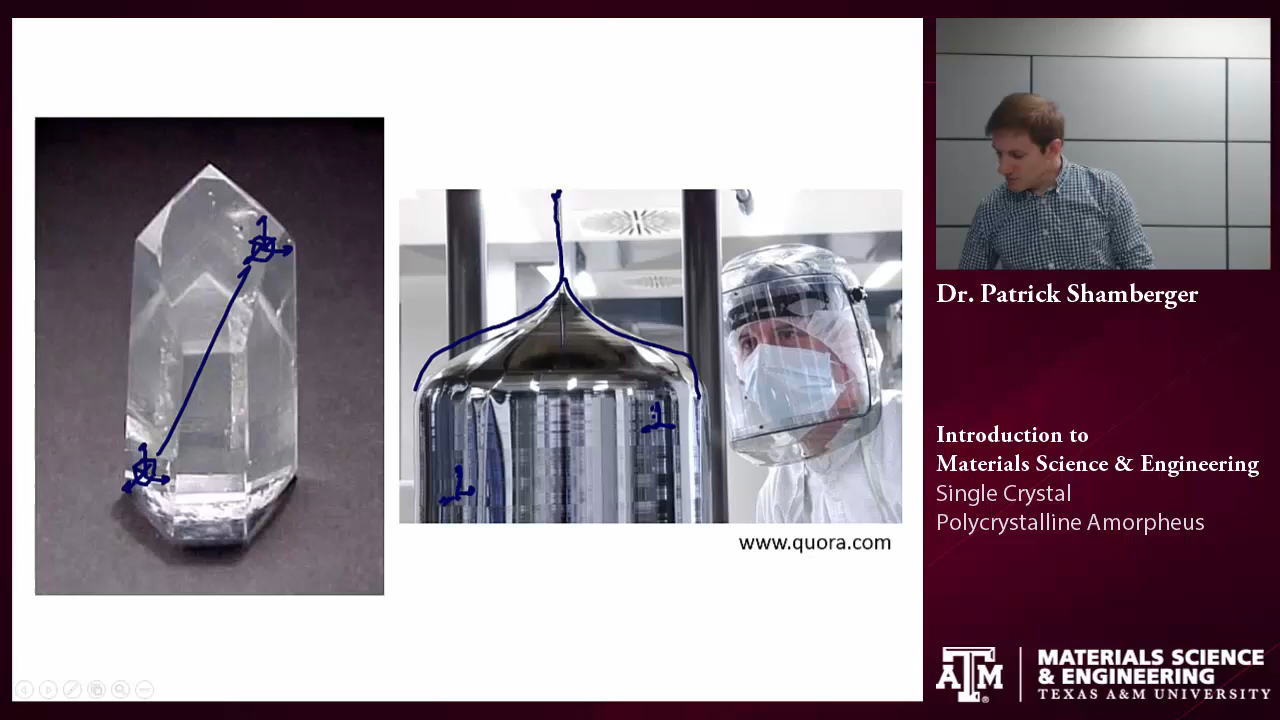 www.quora.com
Dr. Patrick Shamberger
Introduction to
Materials Science & Engineering
Single Crystal
Polycrystalline Amorpheus
ATM
MATERIALS SCIENCE
& ENGINEERING
TEXAS A&M UNIVERSITY